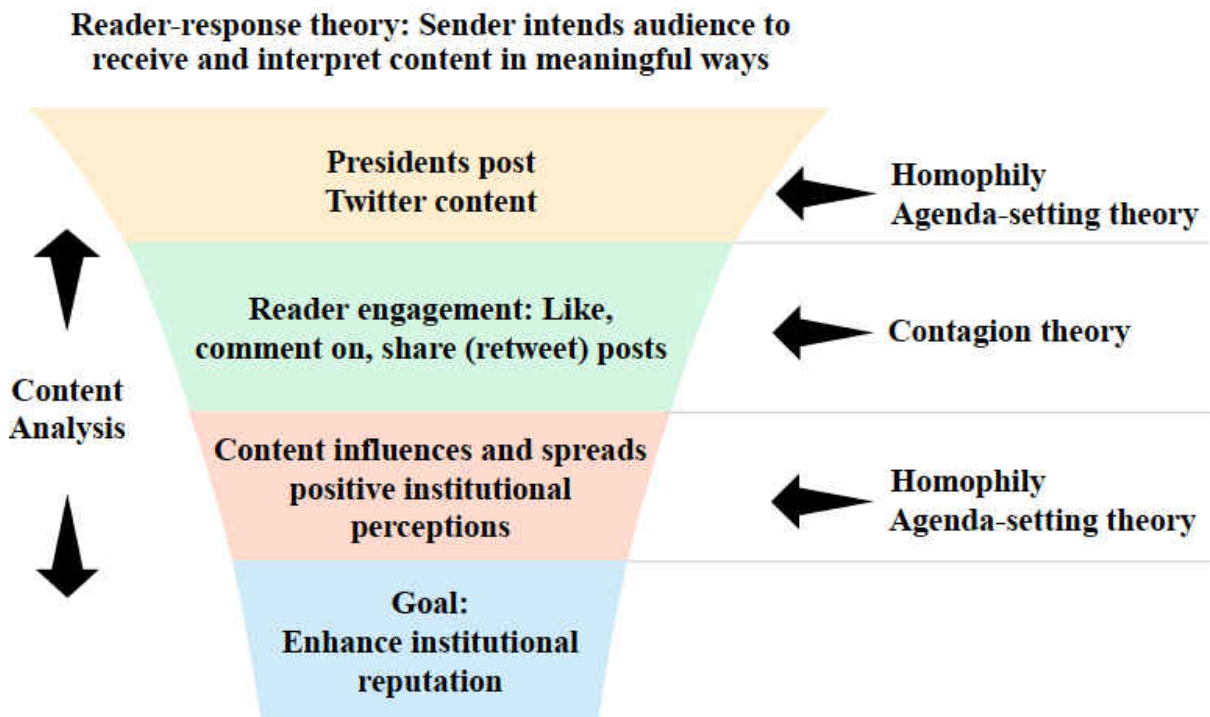 Reader-response theory: Sender intends audience to
receive and interpret content in meaningful ways
Presidents post
Twitter content
Homophily
Agenda-setting theory
Reader engagement: Like,
comment on, share (retweet) posts
Contagion theory
Content
Analysis
Content influences and spreads
positive institutional
perceptions
Homophily
Agenda-setting theory
Goal:
Enhance institutional
reputation